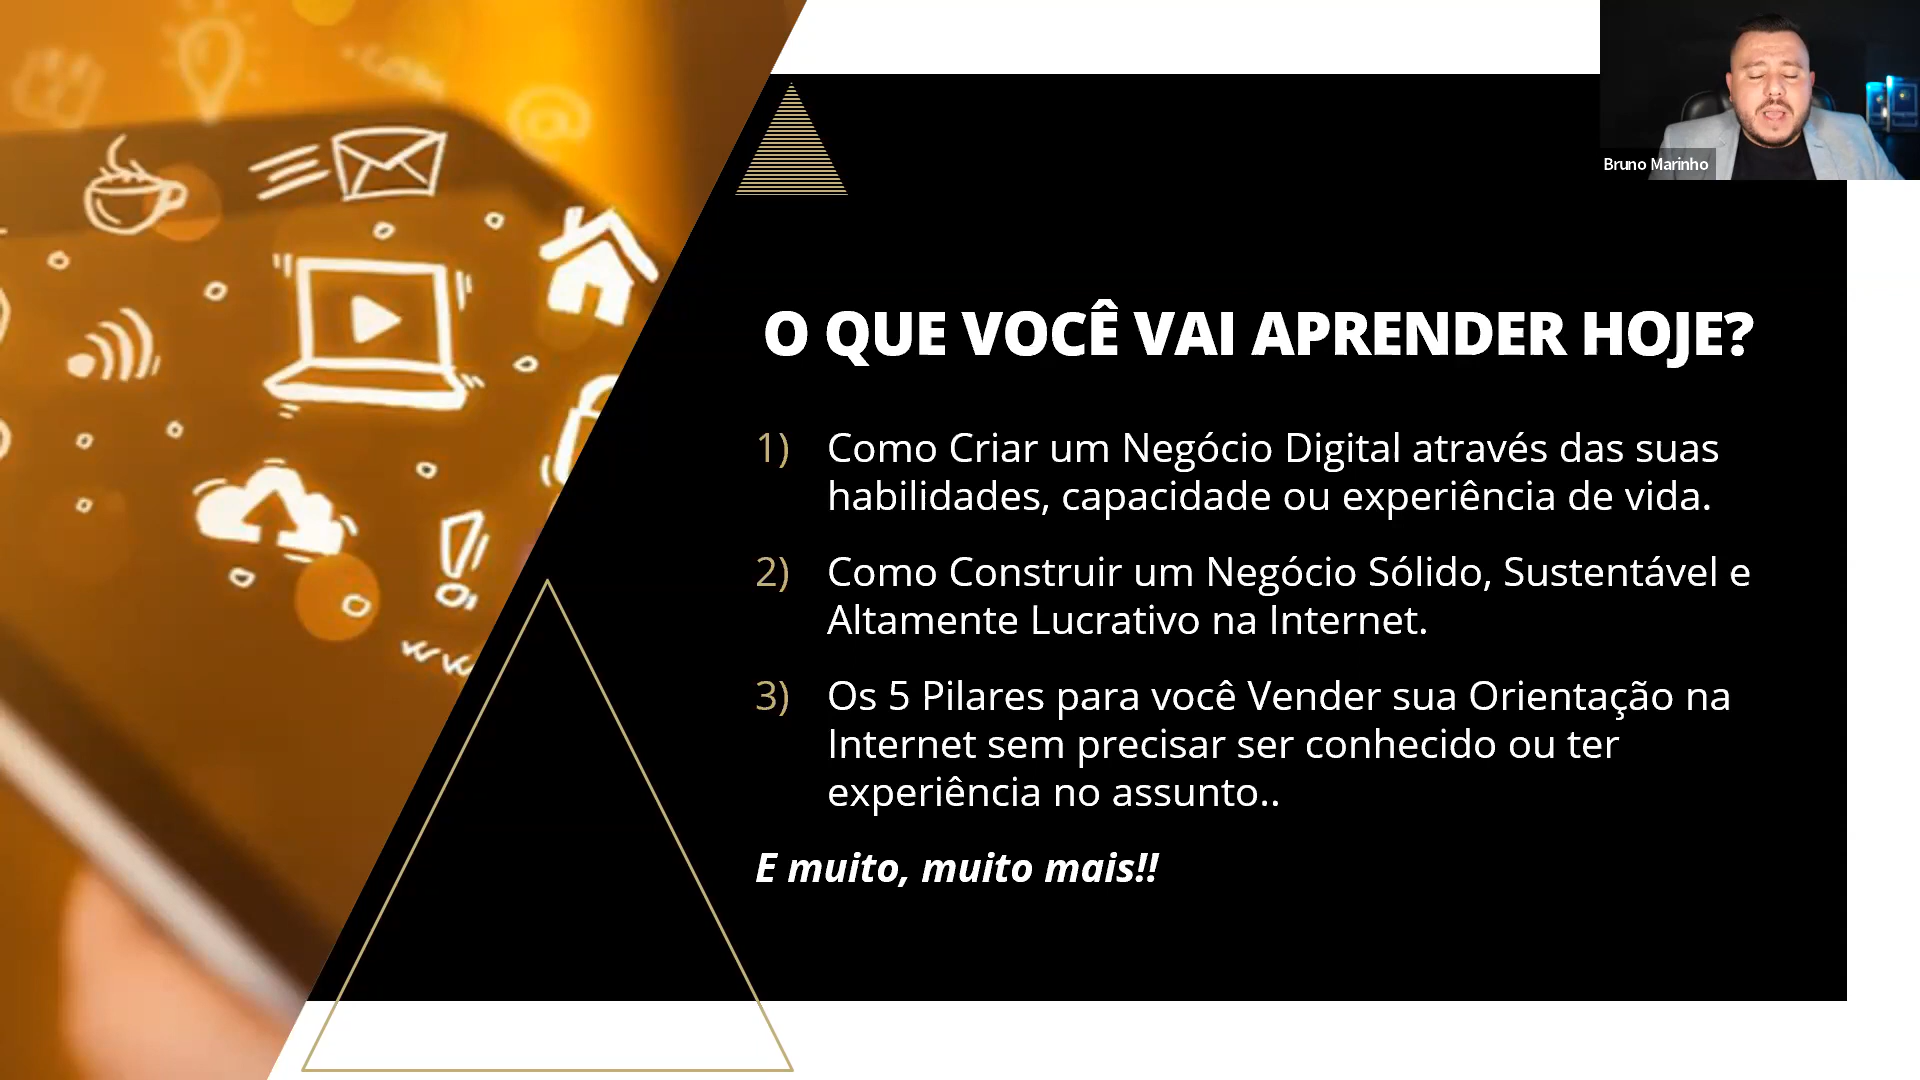 .com
@
Bruno Marinho
O QUE VOCÊ VAI APRENDER HOJE?
1) Como Criar um Negócio Digital através das suas
habilidades, capacidade ou experiência de vida.
2) Como Construir um Negócio Sólido, Sustentável e
Altamente Lucrativo na Internet.
3) Os 5 Pilares para você Vender sua Orientação na
Internet sem precisar ser conhecido ou ter
experiência no assunto..
E muito, muito mais!!